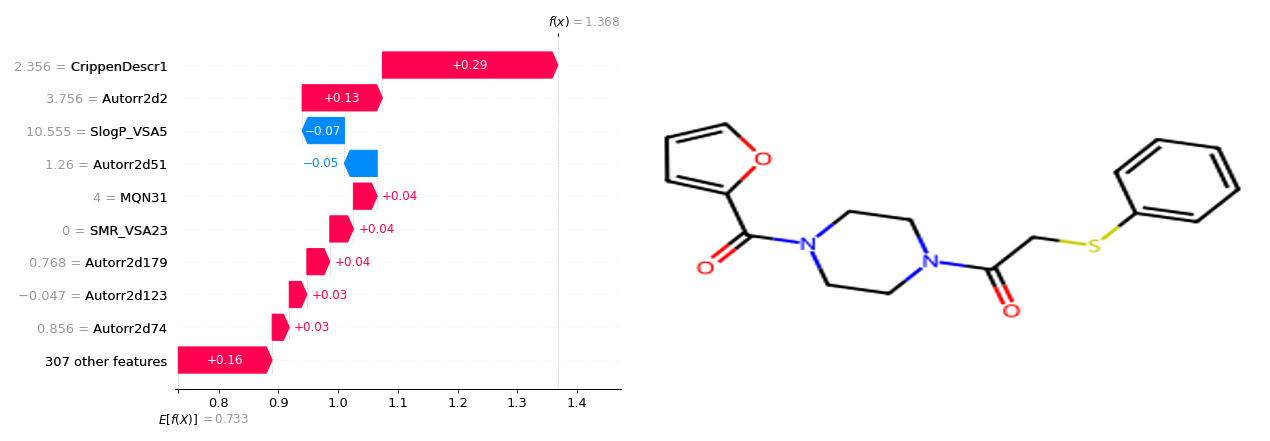 f(x) = 1.368
2.356 = CrippenDescr1 +0.29
3.756 = Autorr2d2 +0.13
10.555 = SlogP_VSA5 −0.07
1.26 = Autorr2d51 −0.05
4 = MQN31 +0.04
0 = SMR_VSA23 +0.04
0.768 = Autorr2d179 +0.04
−0.047 = Autorr2d123 +0.03
0.856 = Autorr2d74 +0.03
307 other features +0.16
0.8 0.9 1.0 1.1 1.2 1.3 1.4
E[f(X)] = 0.733
O
O
N
N
S
O